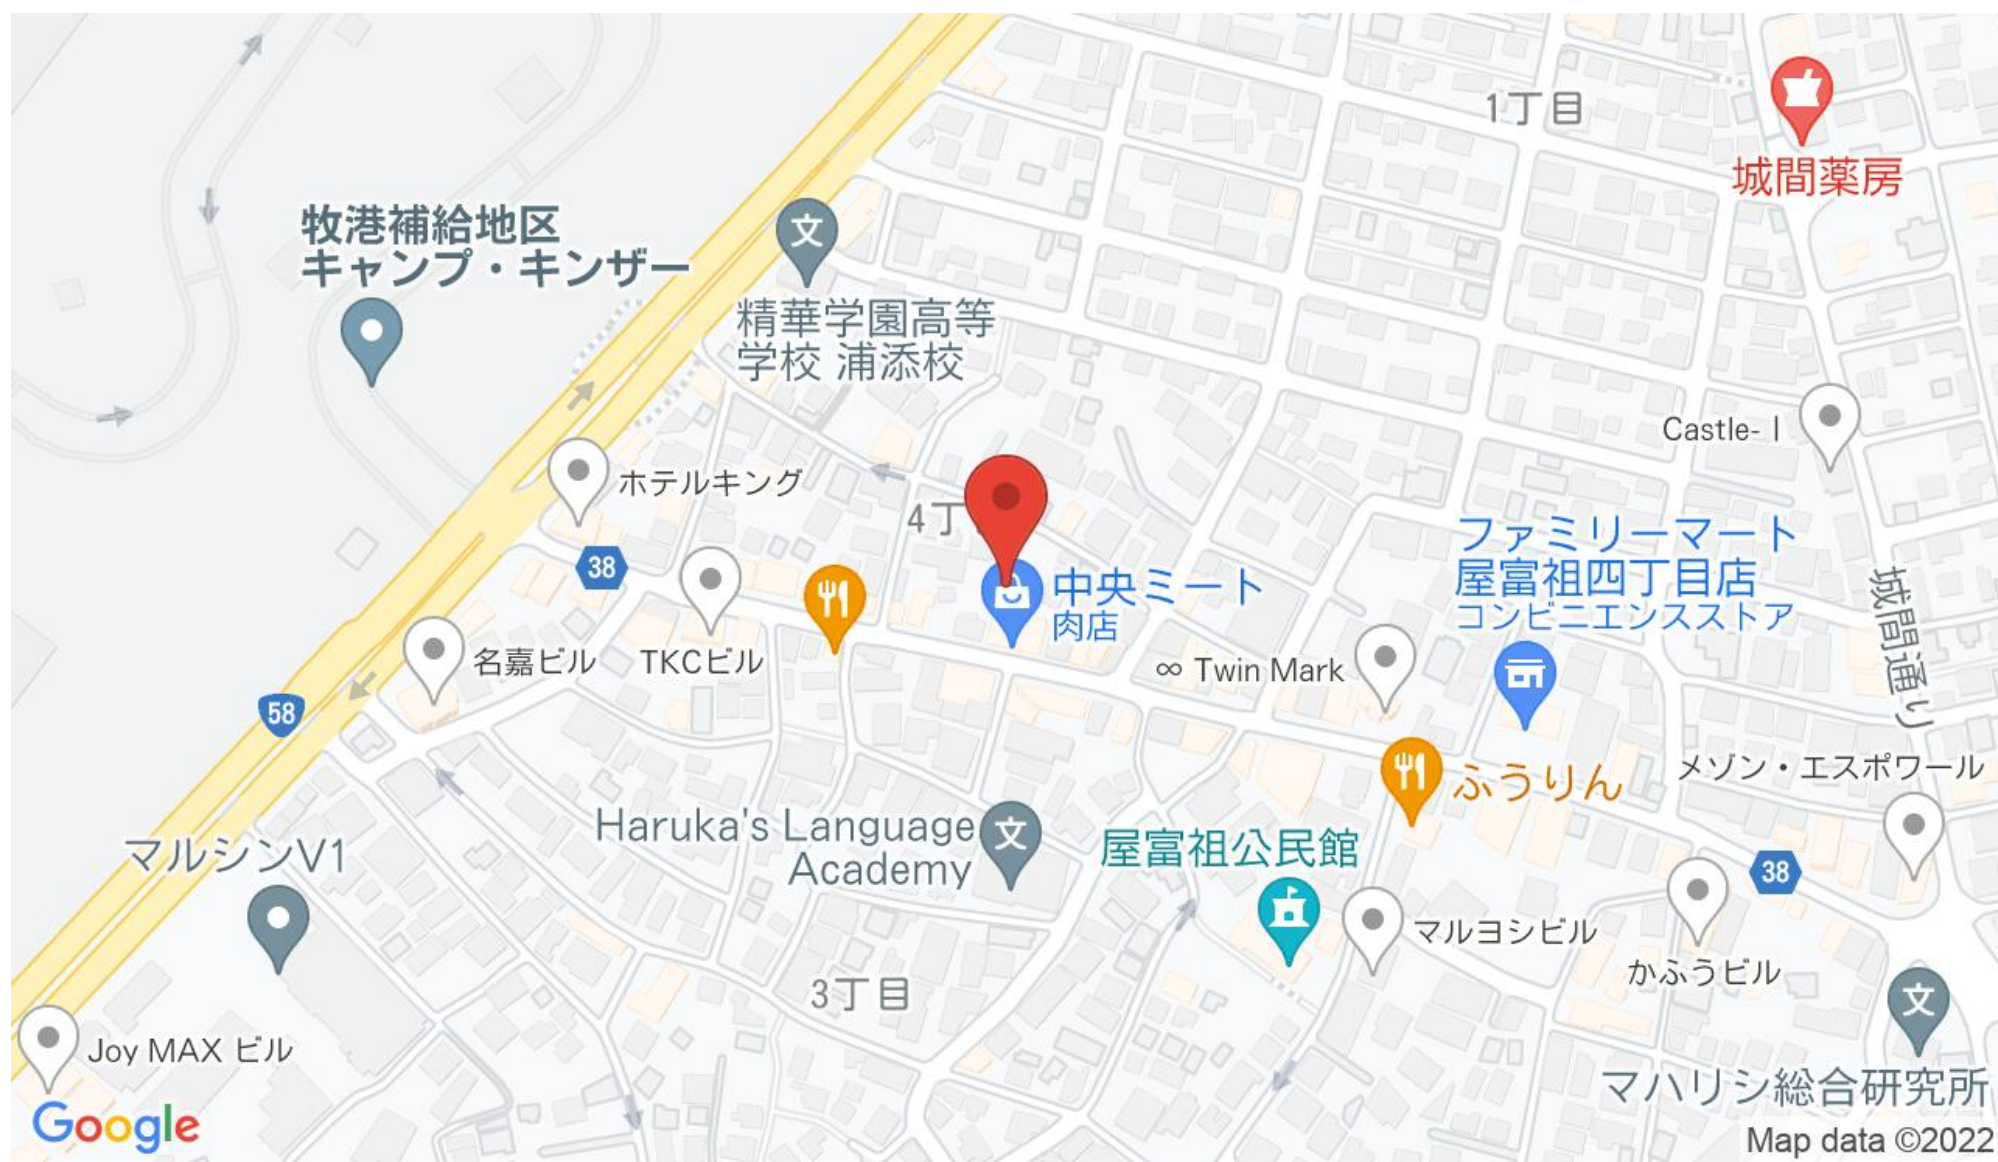 1丁目
城間薬房
牧港補給地区
キャンプ・キンザー
文
精華学園高等
学校 浦添校
Castle-Ⅰ
ホテルキング
4丁
38
中央ミート
肉店
ファミリーマート
屋富祖四丁目店
コンビニエンスストア
城間通り
名嘉ビル
TKCビル
∞ Twin Mark
58
ふうりん
メゾン・エスポワール
マルシンV1
Haruka's Language
Academy
文
屋富祖公民館
38
マルヨシビル
かふうビル
3丁目
文
Joy MAX ビル
マハリシ総合研究所
Google
Map data ©2022